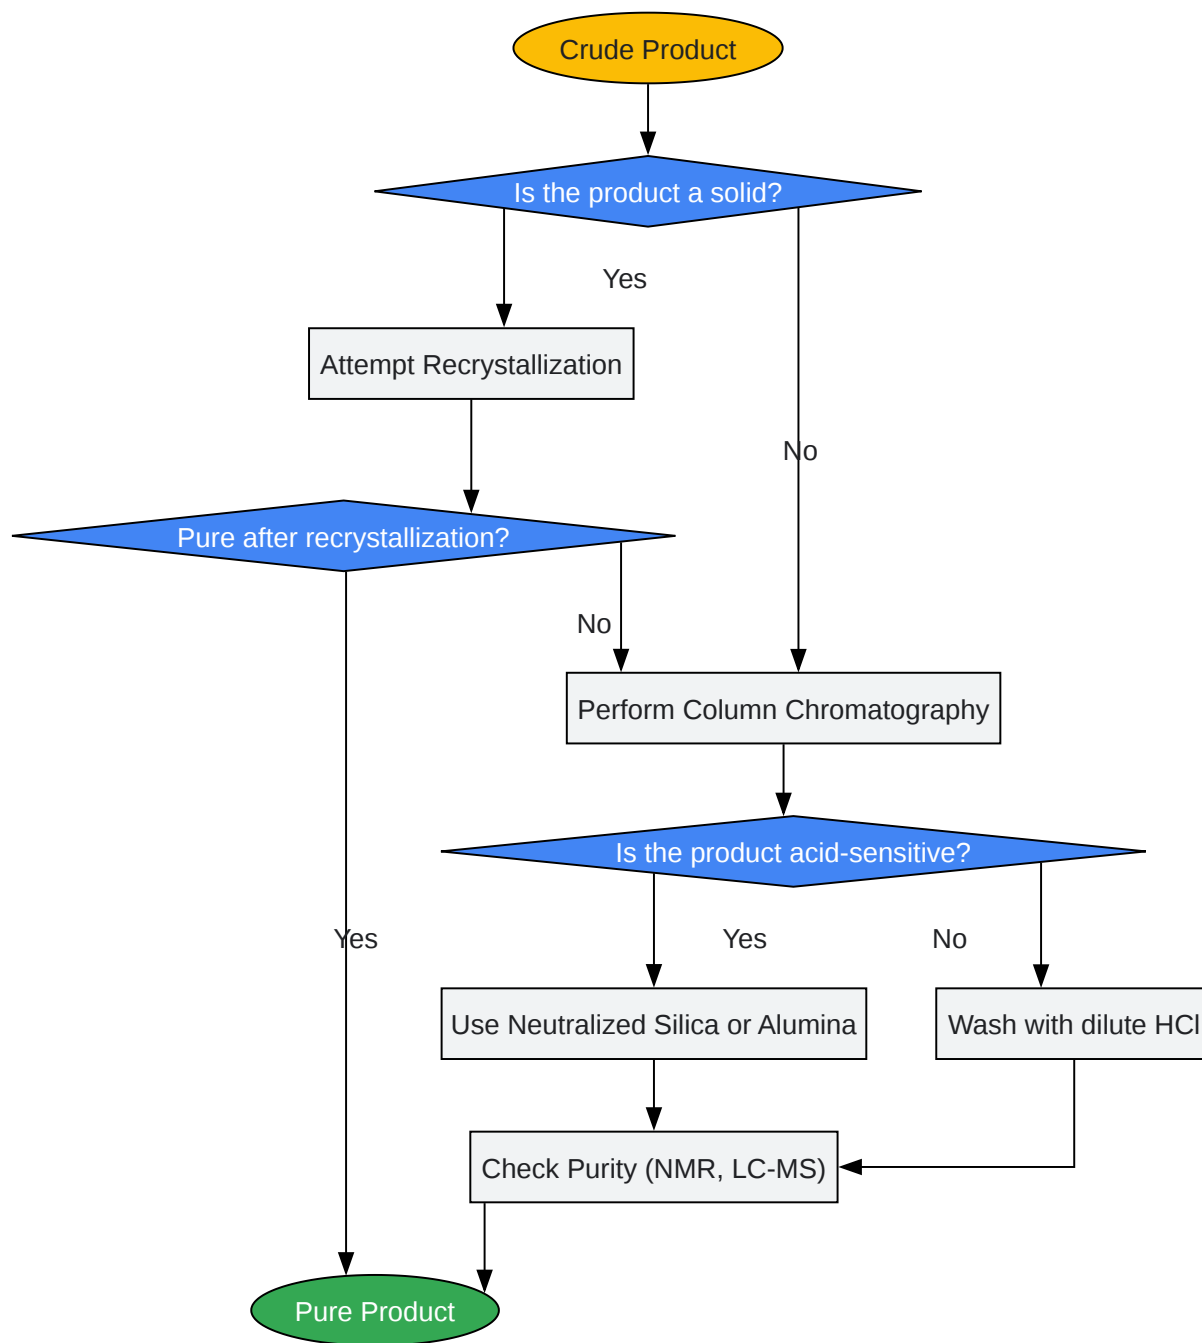 Crude Product
Is the product a solid?
Yes
Attempt Recrystallization
No
Pure after recrystallization?
No
Perform Column Chromatography
Is the product acid-sensitive?
Yes
Yes
No
Use Neutralized Silica or Alumina
Wash with dilute HCl
Check Purity (NMR, LC-MS)
Pure Product